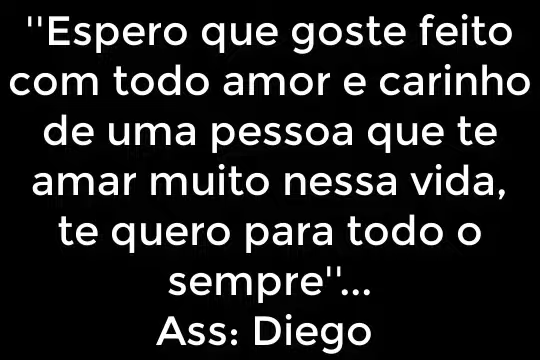 "Espero que goste feito
com todo amor e carinho
de uma pessoa que te
amar muito nessa vida,
te quero para todo o
sempre"...
Ass: Diego